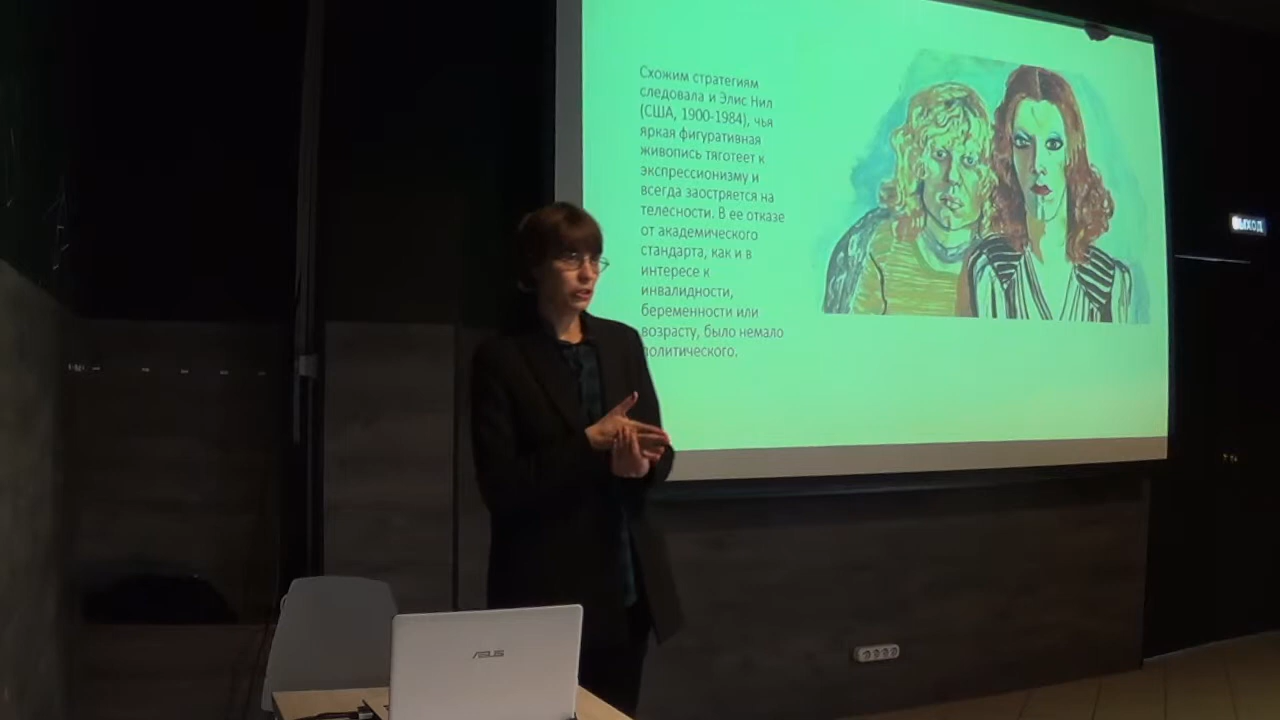 Схожим стратегиям
следовала и Элис Нил
(США, 1900-1984), чья
яркая фигуративная
живопись тяготеет к
экспрессионизму и
всегда заостряется на
телесности. В ее отказе
от академического
стандарта, как и в
интересе к
инвалидности,
беременности или
возрасту, было немало
политического.
ВЫХОД
ASUS